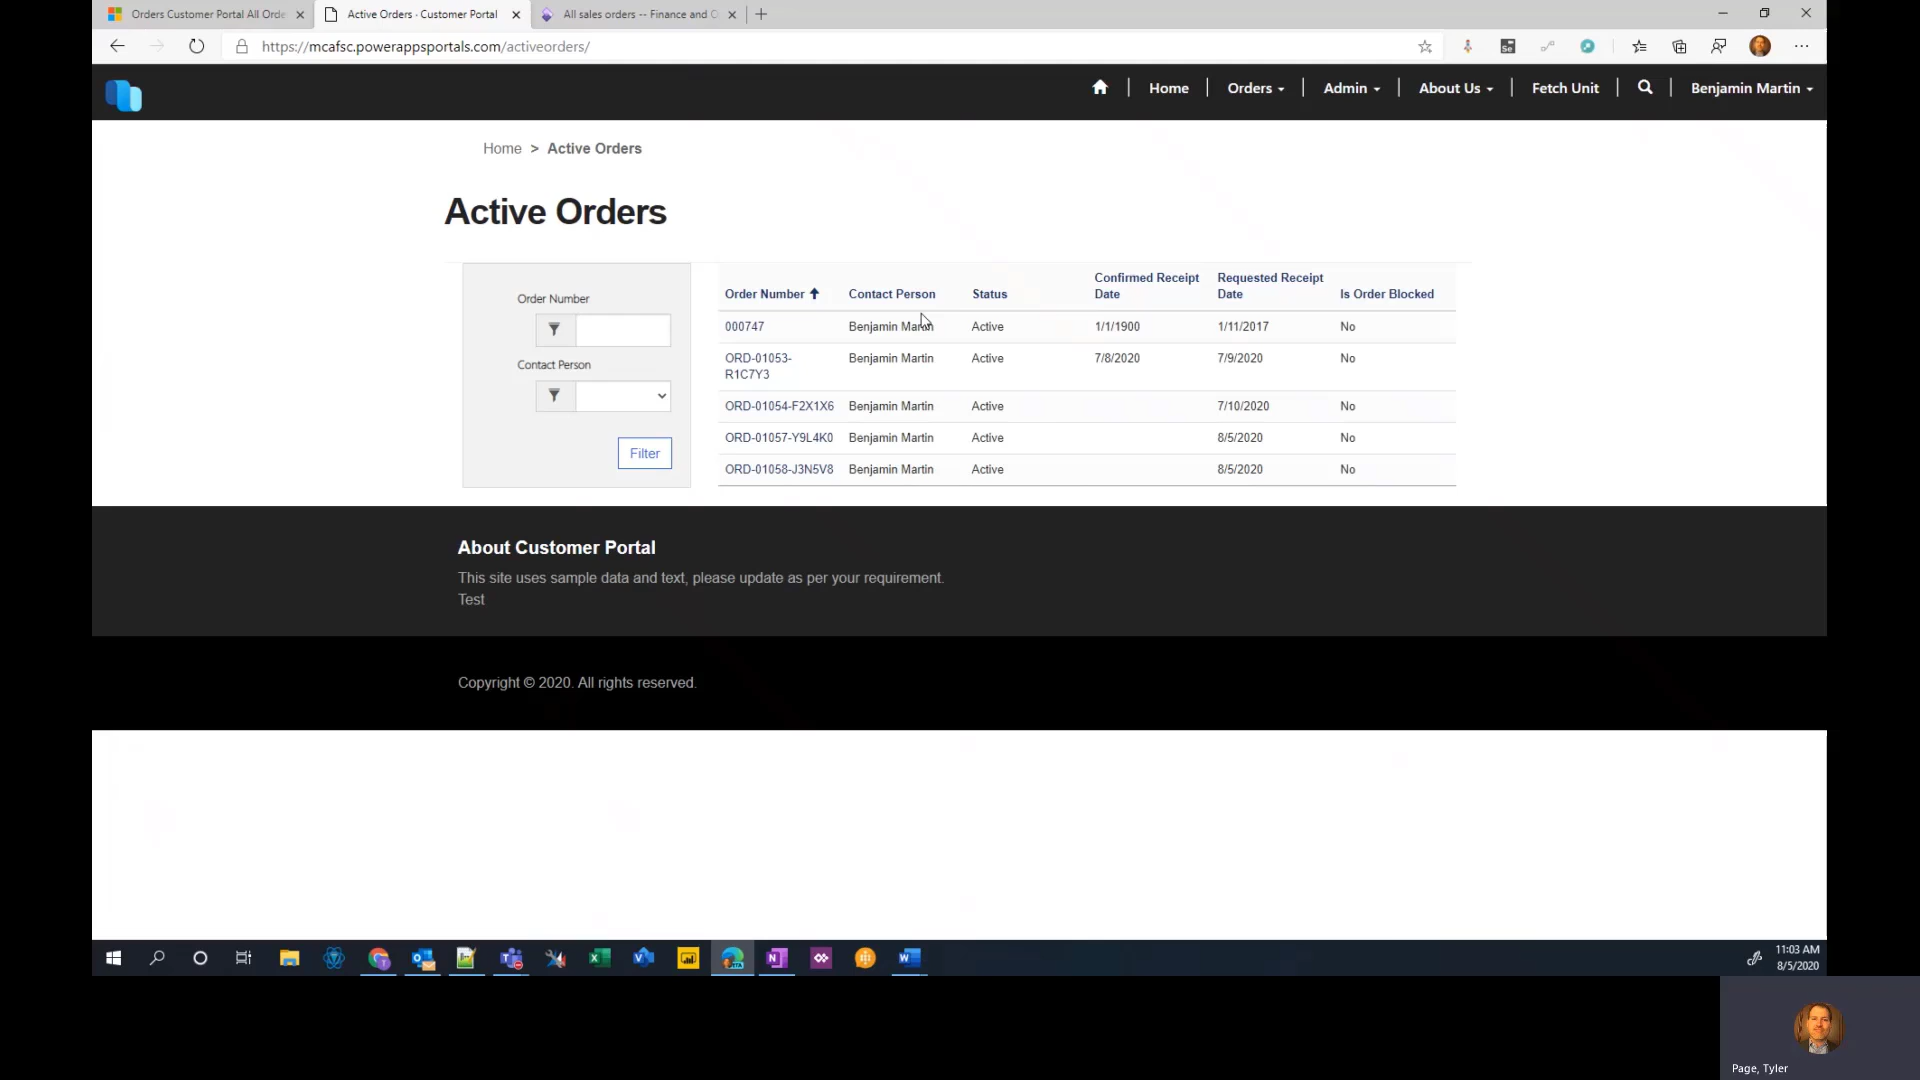 Orders Customer Portal All Orde
Active Orders · Customer Portal
All sales orders -- Finance and O
https://mcafsc.powerappsportals.com/activeorders/
Home
Orders
Admin
About Us
Fetch Unit
Benjamin Martin
Home > Active Orders
Active Orders
Order Number
Contact Person
Filter
Order Number Contact Person Status Confirmed Receipt Date Requested Receipt Date Is Order Blocked
000747 Benjamin Martin Active 1/1/1900 1/11/2017 No
ORD-01053-R1C7Y3 Benjamin Martin Active 7/8/2020 7/9/2020 No
ORD-01054-F2X1X6 Benjamin Martin Active 7/10/2020 No
ORD-01057-Y9L4K0 Benjamin Martin Active 8/5/2020 No
ORD-01058-J3N5V8 Benjamin Martin Active 8/5/2020 No
About Customer Portal
This site uses sample data and text, please update as per your requirement.
Test
Copyright © 2020. All rights reserved.
11:03 AM
8/5/2020
Page, Tyler